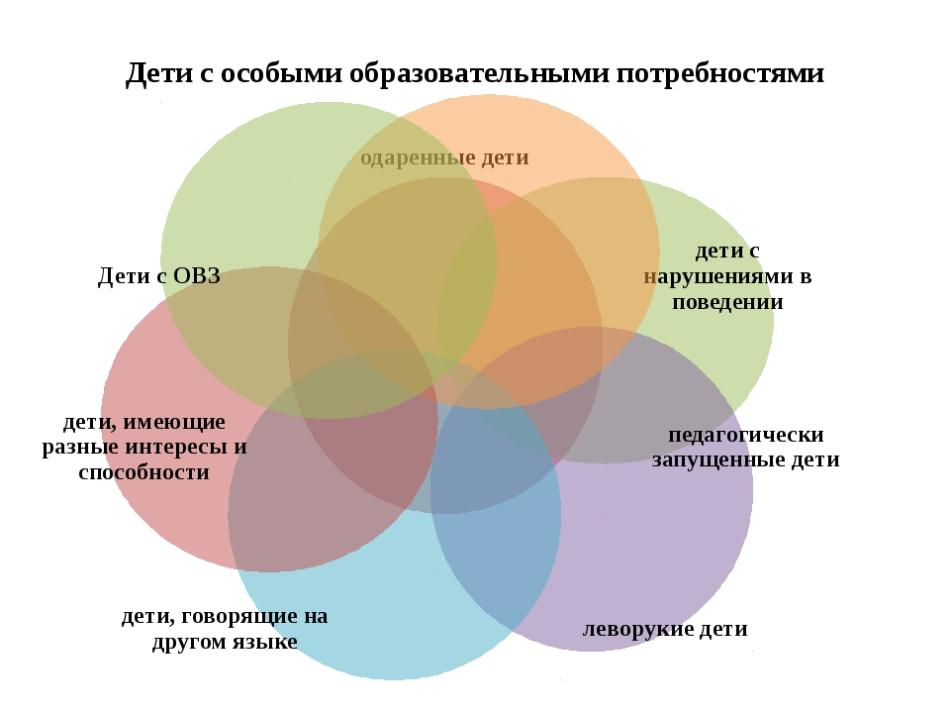 Дети с особыми образовательными потребностями
одаренные дети
дети с
нарушениями в
поведении
Дети с ОВЗ
педагогически
запущенные дети
дети, имеющие
разные интересы и
способности
дети, говорящие на
другом языке
леворукие дети